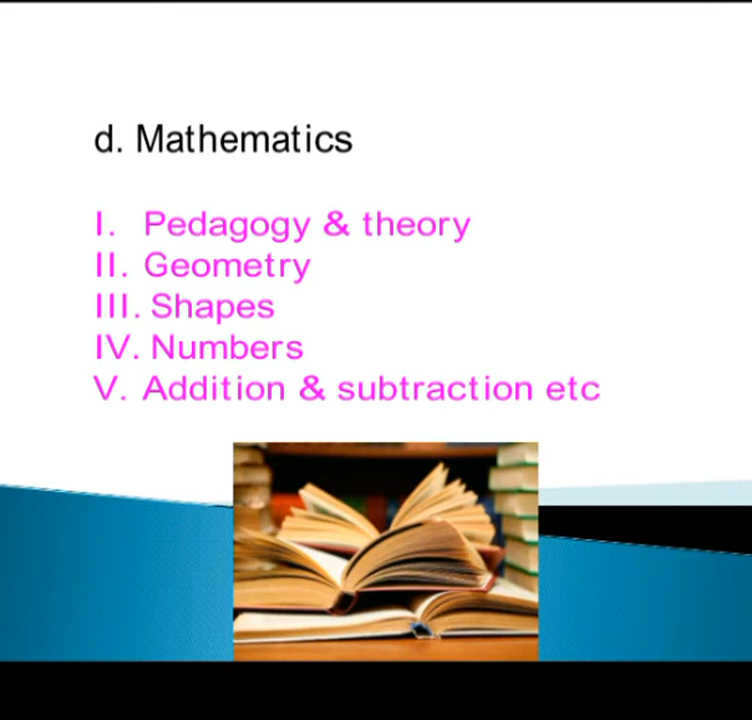 d. Mathematics
I. Pedagogy & theory
II. Geometry
III. Shapes
IV. Numbers
V. Addition & subtraction etc